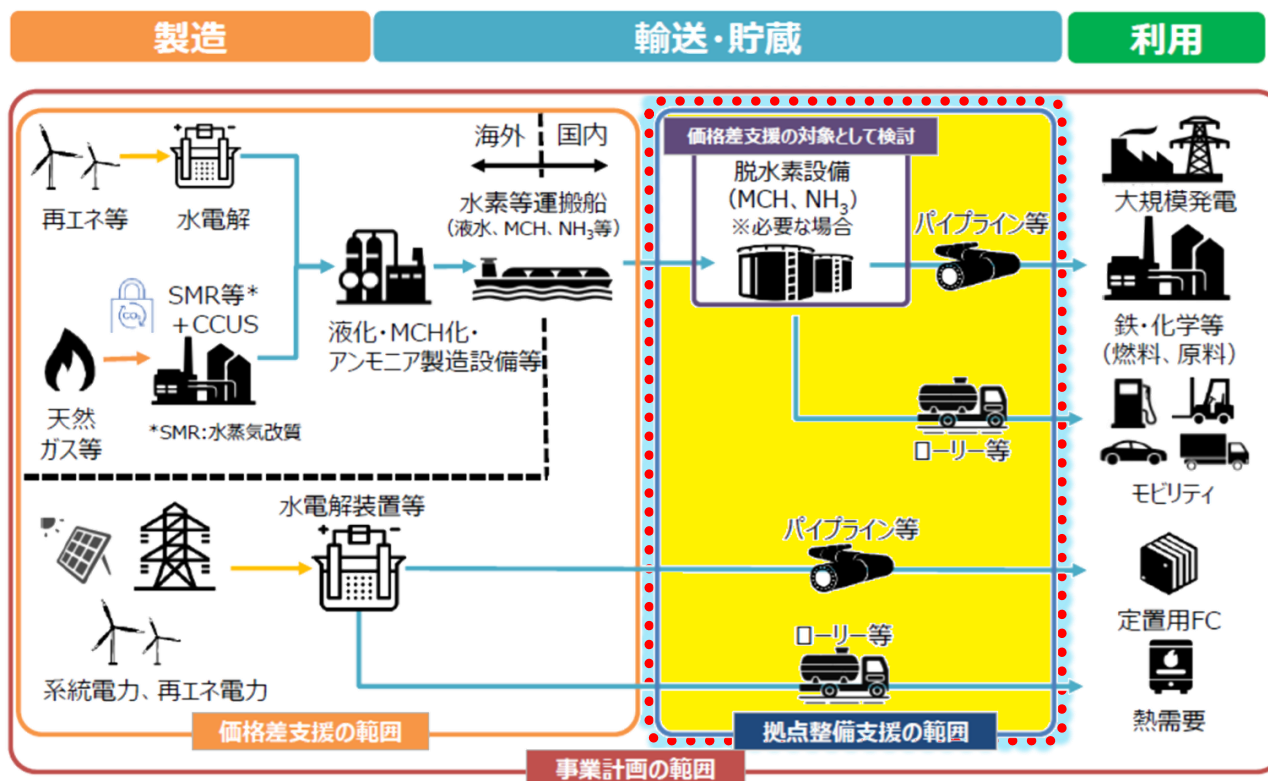 製造
輸送・貯蔵
利用
海外
国内
再エネ等
水電解
水素等運搬船
(液水、MCH、NH₃等)
CO₂
SMR等*
+CCUS
天然
ガス等
*SMR:水蒸気改質
液化・MCH化・
アンモニア製造設備等
価格差支援の対象として検討
脱水素設備
(MCH、NH₃)
※必要な場合
パイプライン等
ローリー等
大規模発電
鉄・化学等
(燃料、原料)
モビリティ
水電解装置等
系統電力、再エネ電力
パイプライン等
ローリー等
定置用FC
熱需要
価格差支援の範囲
拠点整備支援の範囲
事業計画の範囲